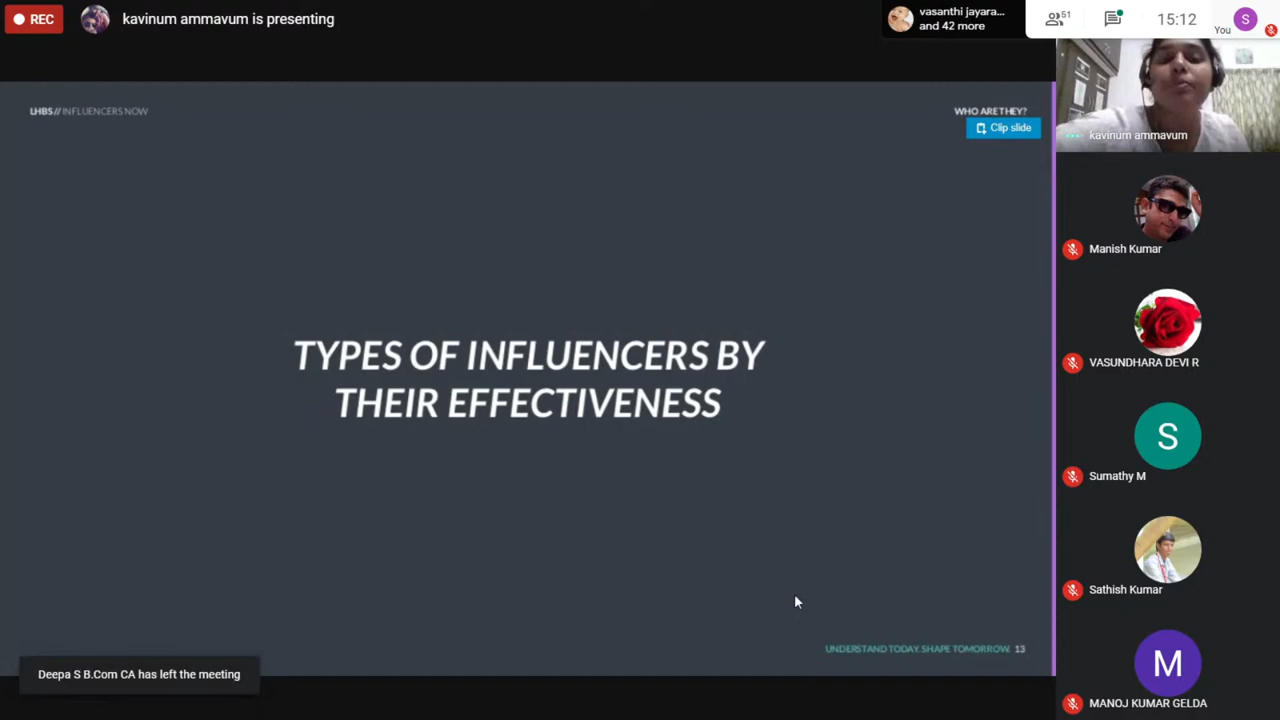 REC
kavinum ammavum is presenting
vasanthi jayara...
and 42 more
51
15:12
S
You
LHBS// INFLUENCERS NOW
WHO ARE THEY?
Clip slide
kavinum ammavum
TYPES OF INFLUENCERS BY
THEIR EFFECTIVENESS
Manish Kumar
VASUNDHARA DEVI R
S
Sumathy M
Sathish Kumar
UNDERSTAND TODAY. SHAPE TOMORROW. 13
Deepa S B.Com CA has left the meeting
M
MANOJ KUMAR GELDA